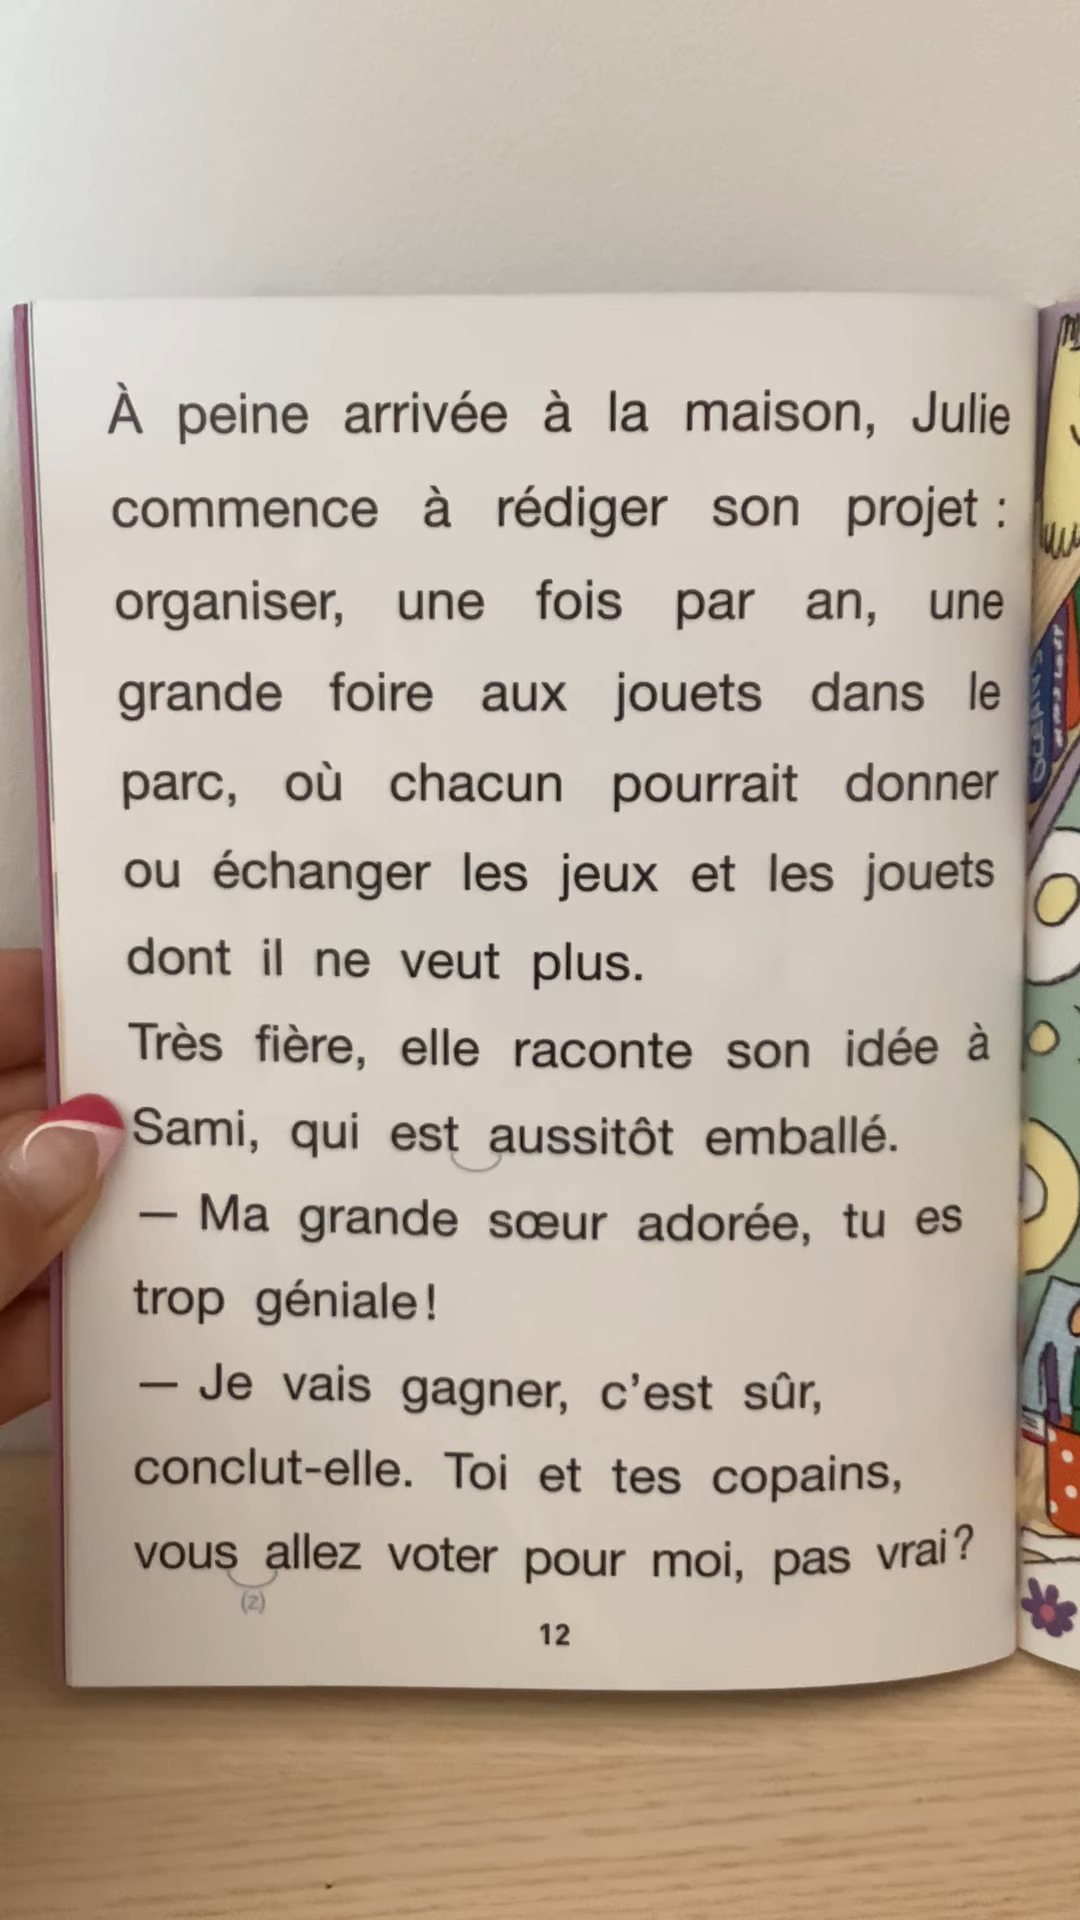 À peine arrivée à la maison, Julie
commence à rédiger son projet :
organiser, une fois par an, une
grande foire aux jouets dans le
parc, où chacun pourrait donner
ou échanger les jeux et les jouets
dont il ne veut plus.
Très fière, elle raconte son idée à
Sami, qui est aussitôt emballé.
— Ma grande sœur adorée, tu es
trop géniale !
— Je vais gagner, c’est sûr,
conclut-elle. Toi et tes copains,
vous allez voter pour moi, pas vrai ?
(z)
12